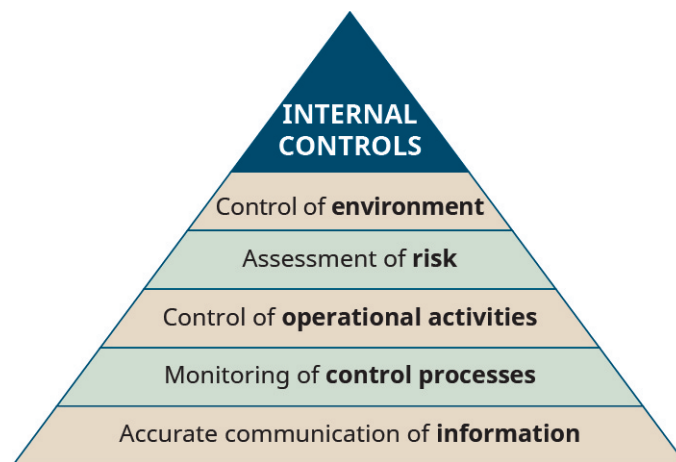 INTERNAL
CONTROLS
Control of environment
Assessment of risk
Control of operational activities
Monitoring of control processes
Accurate communication of information